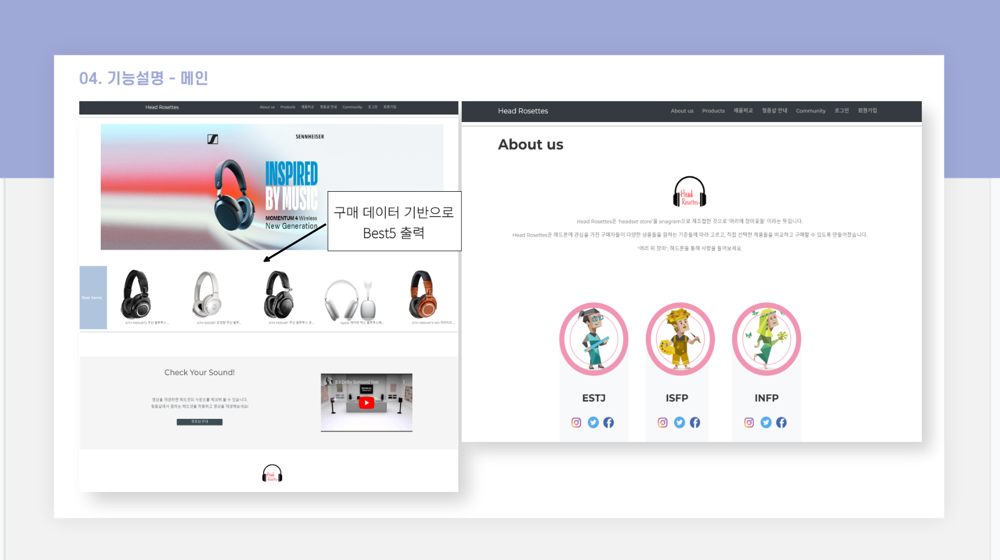 04. 기능설명 - 메인
Head Rosettes
About us Products 제품비교 청음샵 안내 Community 로그인 회원가입
SENNHEISER
INSPIRED
BY MUSIC
MOMENTUM 4 Wireless
New Generation
구매 데이터 기반으로
Best5 출력
Best Items
ATH-M50xBT2 무선 블루투스 ...
ATH-S220BT 초경량 무선 블루...
ATH-M20xBT 무선 블루투스 모...
Apple 에어팟 맥스 블루투스헤...
ATH-M50xBT2 MO 리미티드 ...
Check Your Sound!
영상을 재생하면 헤드셋의 사운드를 체크해 볼 수 있습니다.
청음샵에서 원하는 헤드셋을 착용하고 영상을 재생해보세요!
청음샵 안내
5.1 Dolby Surround Test
Head
Rosettes
Head Rosettes
About us Products 제품비교 청음샵 안내 Community 로그인 회원가입
About us
Head
Rosettes
Head Rosettes은 'headset store'을 anagram으로 재조합한 것으로 '머리에 장미꽃들' 이라는 뜻입니다.
Head Rosettes은 헤드폰에 관심을 가진 구매자들이 다양한 상품들을 원하는 기준들에 따라 고르고, 직접 선택한 제품들을 비교하고 구매할 수 있도록 만들어졌습니다.
"머리 위 장미", 헤드폰을 통해 사랑을 들어보세요.
ESTJ
ISFP
INFP